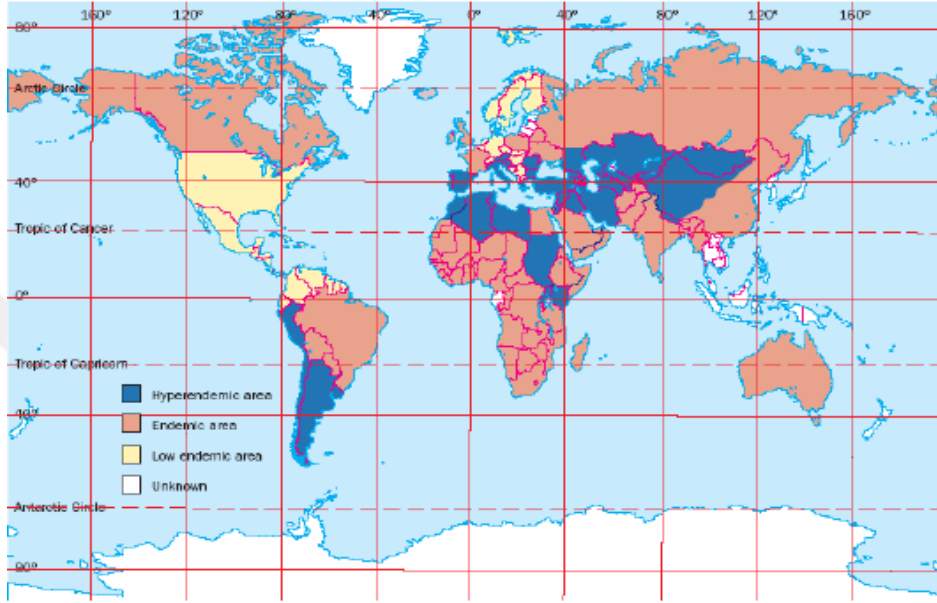 160° 120° 80° 40° 0° 40° 80° 120° 160°
80°
Arctic Circle
40°
Tropic of Cancer
0°
Tropic of Capricorn
Hyperendemic area
40°
Endemic area
Low endemic area
Unknown
Antarctic Circle
80°